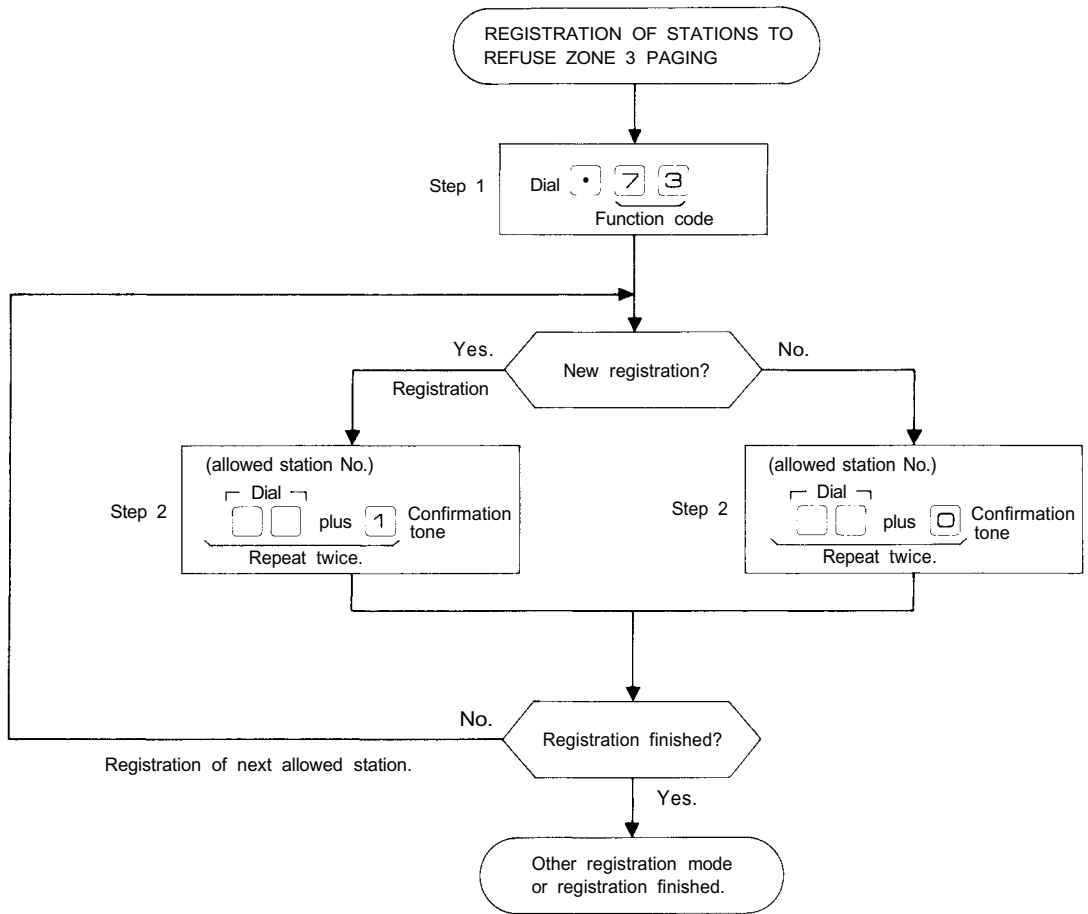 REGISTRATION OF STATIONS TO
REFUSE ZONE 3 PAGING
Step 1
Dial • 7 3
Function code
Yes.
New registration?
No.
Registration
(allowed station No.)
Dial
Step 2
plus 1 Confirmation
tone
Repeat twice.
(allowed station No.)
Dial
Step 2
plus 0 Confirmation
tone
Repeat twice.
No.
Registration finished?
Registration of next allowed station.
Yes.
Other registration mode
or registration finished.